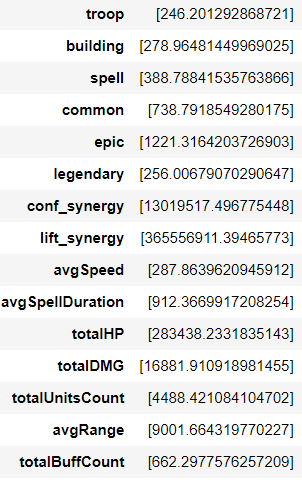 troop [246.201292868721]
building [278.96481449969025]
spell [388.78841535763866]
common [738.7918549280175]
epic [1221.3164203726903]
legendary [256.00679070290647]
conf_synergy [13019517.496775448]
lift_synergy [365556911.39465773]
avgSpeed [287.8639620945912]
avgSpellDuration [912.3669917208254]
totalHP [283438.2331835143]
totalDMG [16881.910918981455]
totalUnitsCount [4488.421084104702]
avgRange [9001.664319770227]
totalBuffCount [662.2977576257209]